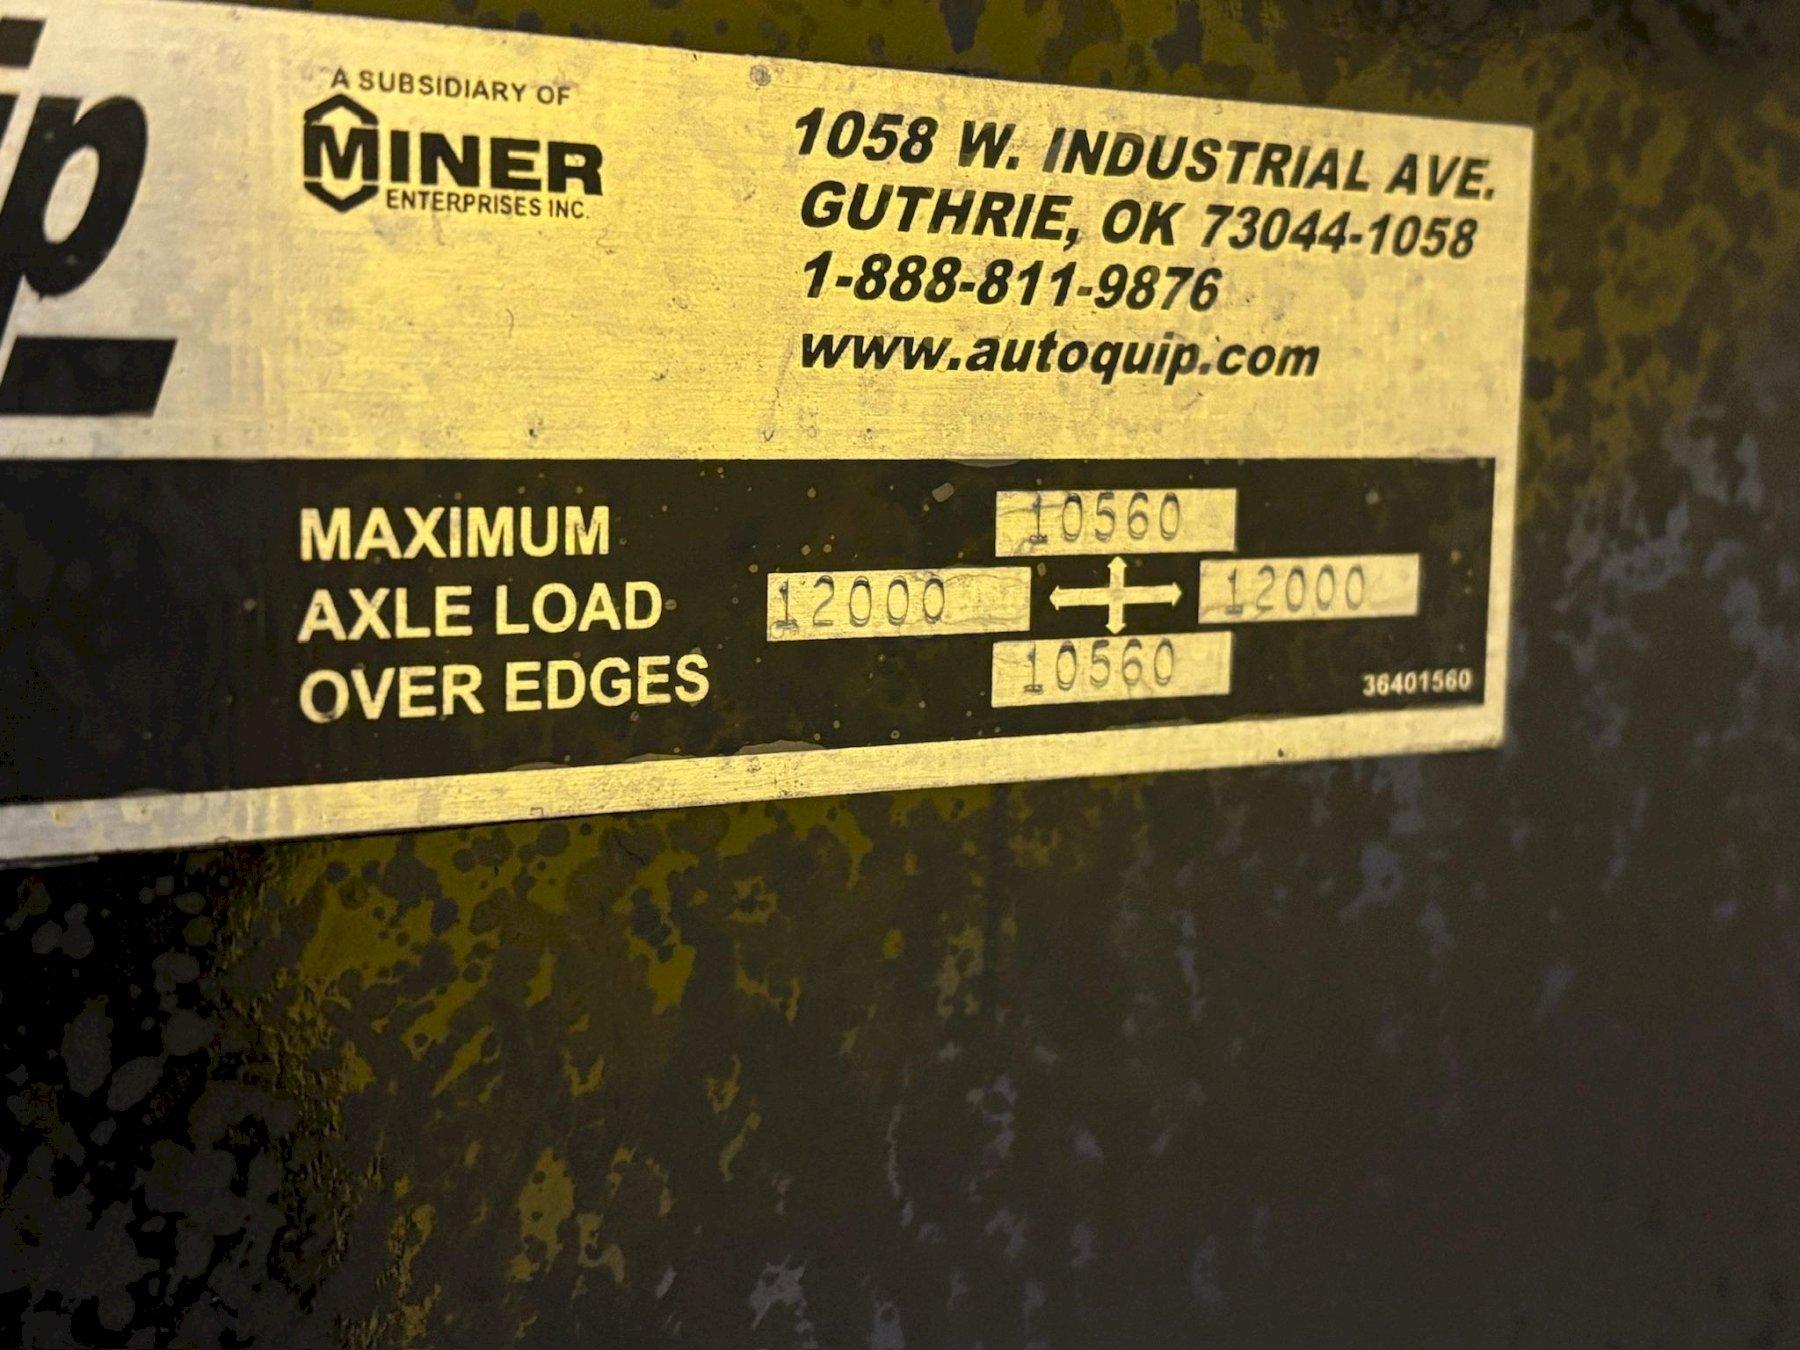 ip
A SUBSIDIARY OF
MINER
ENTERPRISES INC.
1058 W. INDUSTRIAL AVE.
GUTHRIE, OK 73044-1058
1-888-811-9876
www.autoquip.com
MAXIMUM
AXLE LOAD
OVER EDGES
10560
12000 12000
10560
36401560